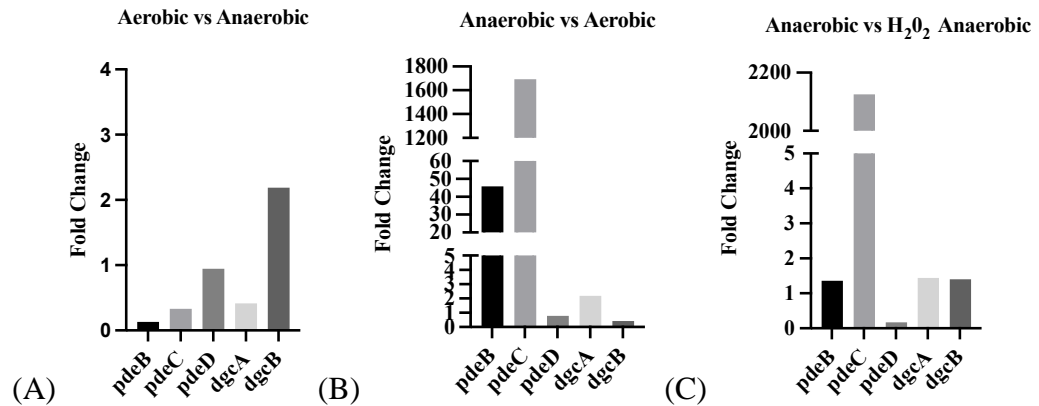 Aerobic vs Anaerobic
Fold Change
4
3
2
1
0
pdeB
pdeC
pdeD
dgcA
dgcB
(A)
Anaerobic vs Aerobic
Fold Change
1800
1600
1400
1200
60
50
40
30
20
5
4
3
2
1
0
pdeB
pdeC
pdeD
dgcA
dgcB
(B)
Anaerobic vs H₂0₂ Anaerobic
Fold Change
2200
2000
5
4
3
2
1
0
pdeB
pdeC
pdeD
dgcA
dgcB
(C)